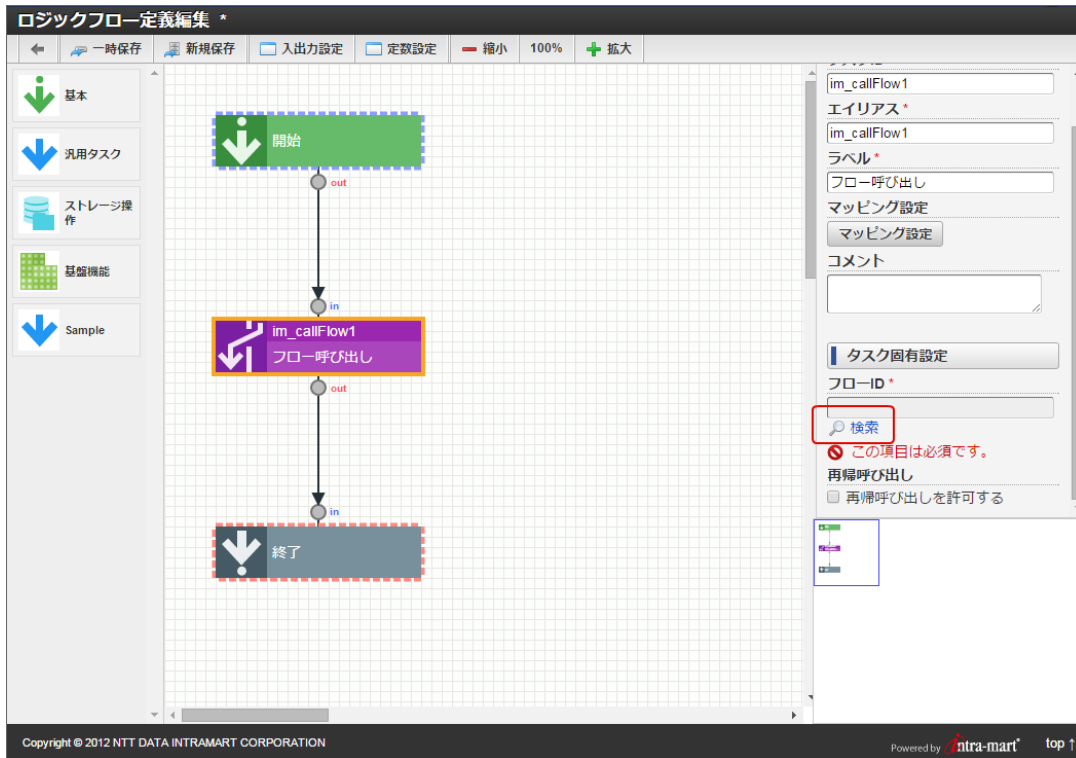 ロジックフロー定義編集 *
一時保存 新規保存 入出力設定 定数設定 縮小 100% 拡大
基本
汎用タスク
ストレージ操
作
基盤機能
Sample
開始
out
in
im_callFlow1
フロー呼び出し
out
in
終了
im_callFlow1
エイリアス *
im_callFlow1
ラベル *
フロー呼び出し
マッピング設定
マッピング設定
コメント
タスク固有設定
フローID *
検索
この項目は必須です。
再帰呼び出し
再帰呼び出しを許可する
Copyright © 2012 NTT DATA INTRAMART CORPORATION
Powered by intra-mart top ↑